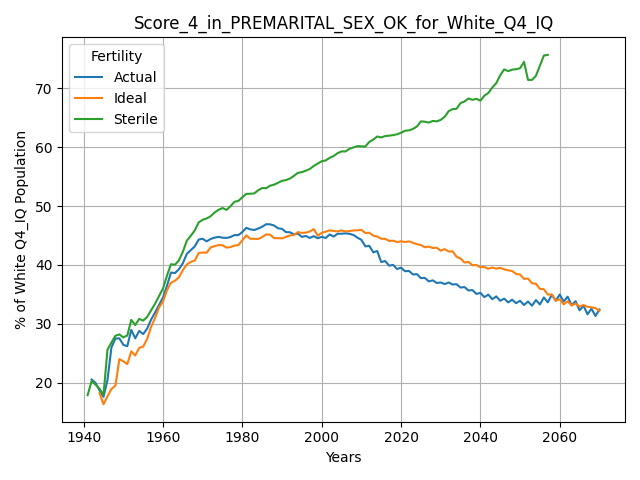 Score_4_in_PREMARITAL_SEX_OK_for_White_Q4_IQ
Fertility
Actual
Ideal
Sterile
% of White Q4_IQ Population
70
60
50
40
30
20
1940 1960 1980 2000 2020 2040 2060
Years